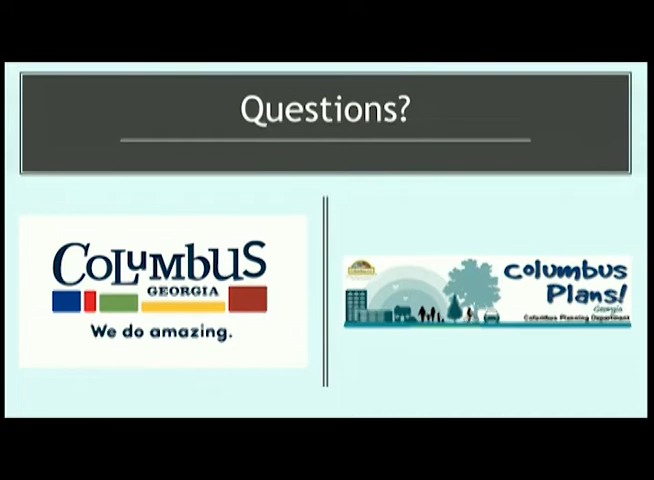 Questions?
Columbus
GEORGIA
We do amazing.
Columbus
Plans!
Georgia
Columbus Planning Department